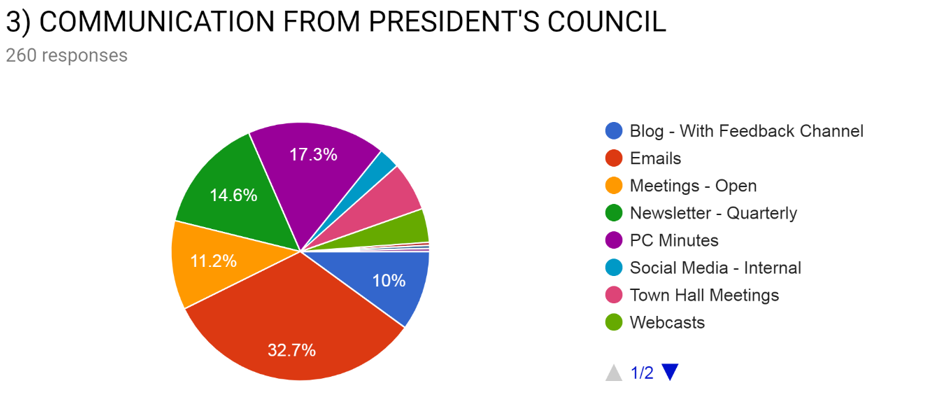 3) COMMUNICATION FROM PRESIDENT'S COUNCIL
260 responses
17.3%
14.6%
11.2%
10%
32.7%
Blog - With Feedback Channel
Emails
Meetings - Open
Newsletter - Quarterly
PC Minutes
Social Media - Internal
Town Hall Meetings
Webcasts
1/2